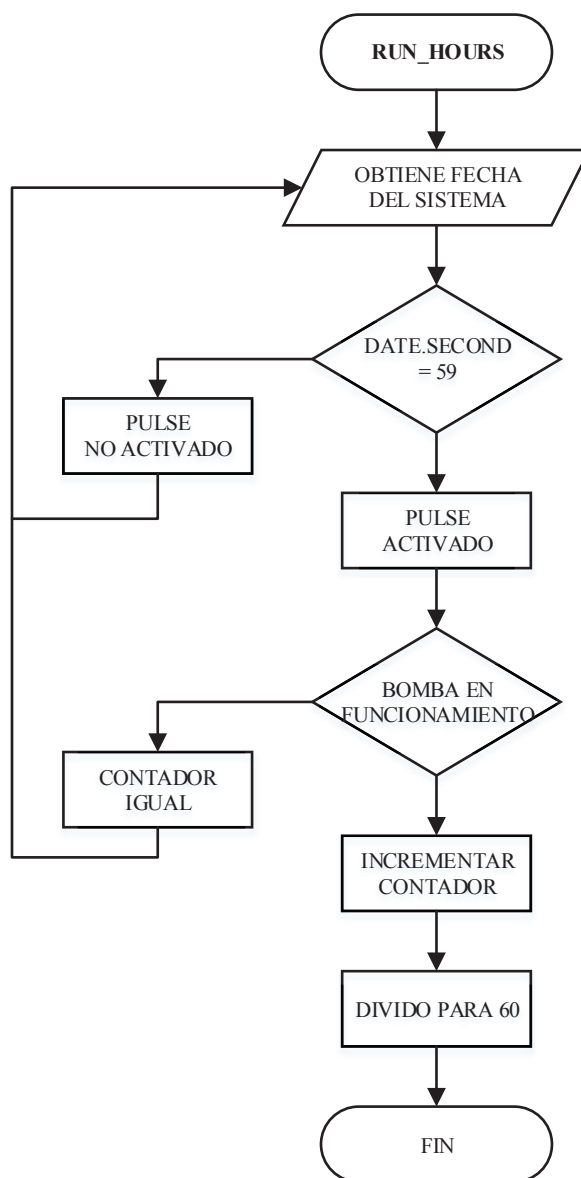 RUN_HOURS
OBTIENE FECHA
DEL SISTEMA
DATE.SECOND
= 59
PULSE
NO ACTIVADO
PULSE
ACTIVADO
BOMBA EN
FUNCIONAMIENTO
CONTADOR
IGUAL
INCREMENTAR
CONTADOR
DIVIDO PARA 60
FIN